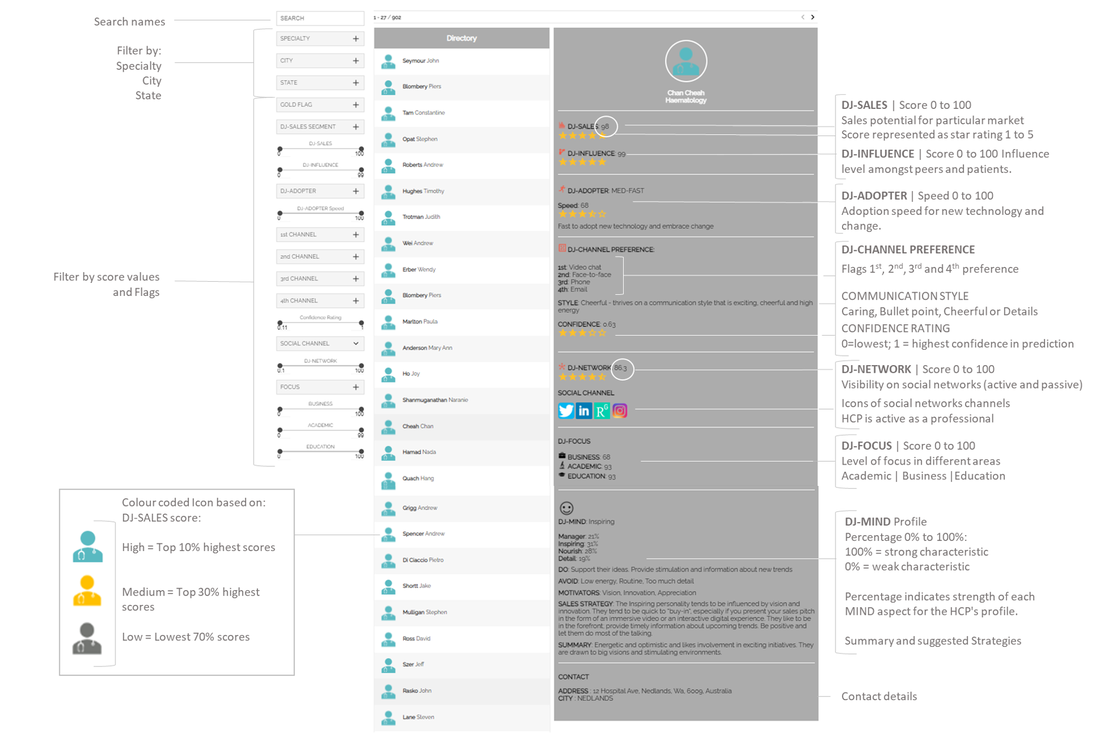 Search names
Filter by:
Specialty
City
State
Filter by score values
and Flags
SEARCH
SPECIALTY +
CITY +
STATE +
GOLD FLAG +
DJ-SALES SEGMENT +
DJ-SALES
0 100
DJ-INFLUENCE
0 99
DJ-ADOPTER +
DJ-ADOPTER Speed
0 100
1st CHANNEL +
2nd CHANNEL +
3rd CHANNEL +
4th CHANNEL +
Confidence Rating
0.11 1
SOCIAL CHANNEL
DJ-NETWORK
0.1 100
FOCUS +
BUSINESS
0 100
ACADEMIC
0 99
EDUCATION
0 100
Colour coded Icon based on:
DJ-SALES score:
High = Top 10% highest scores
Medium = Top 30% highest
scores
Low = Lowest 70% scores
1 - 27 / 902
< >
Directory
Seymour John
Blombery Piers
Tam Constantine
Opat Stephen
Roberts Andrew
Hughes Timothy
Trotman Judith
Wei Andrew
Erber Wendy
Blombery Piers
Marlton Paula
Anderson Mary Ann
Ho Joy
Shanmuganathan Naranie
Cheah Chan
Hamad Nada
Quach Hang
Grigg Andrew
Spencer Andrew
Di Ciaccio Pietro
Shortt Jake
Mulligan Stephen
Ross David
Szer Jeff
Rasko John
Lane Steven
Chan Cheah
Haematology
DJ-SALES: 98
DJ-INFLUENCE: 99
DJ-ADOPTER: MED-FAST
Speed: 68
Fast to adopt new technology and embrace change
DJ-CHANNEL PREFERENCE:
1st: Video chat
2nd: Face-to-face
3rd: Phone
4th: Email
STYLE: Cheerful - thrives on a communication style that is exciting, cheerful and high
energy
CONFIDENCE: 0.63
DJ-NETWORK: 86.3
SOCIAL CHANNEL
in
R G
DJ-FOCUS
BUSINESS: 68
ACADEMIC: 93
EDUCATION: 93
DJ-MIND: Inspiring
Manager: 21%
Inspiring: 31%
Nourish: 28%
Detail: 19%
DO: Support their ideas. Provide stimulation and information about new trends
AVOID: Low energy, Routine, Too much detail
MOTIVATORS: Vision, Innovation, Appreciation
SALES STRATEGY: The Inspiring personality tends to be influenced by vision and
innovation. They tend to be quick to "buy-in", especially if you present your sales pitch
in the form of an immersive video or an interactive digital experience. They like to be
in the forefront, provide timely information about upcoming trends. Be positive and
let them do most of the talking.
SUMMARY: Energetic and optimistic and likes involvement in exciting initiatives. They
are drawn to big visions and stimulating environments.
CONTACT
ADDRESS : 12 Hospital Ave, Nedlands, Wa, 6009, Australia
CITY : NEDLANDS
DJ-SALES | Score 0 to 100
Sales potential for particular market
Score represented as star rating 1 to 5
DJ-INFLUENCE | Score 0 to 100 Influence
level amongst peers and patients.
DJ-ADOPTER | Speed 0 to 100
Adoption speed for new technology and
change.
DJ-CHANNEL PREFERENCE
Flags 1st, 2nd, 3rd and 4th preference
COMMUNICATION STYLE
Caring, Bullet point, Cheerful or Details
CONFIDENCE RATING
0=lowest; 1 = highest confidence in prediction
DJ-NETWORK | Score 0 to 100
Visibility on social networks (active and passive)
Icons of social networks channels
HCP is active as a professional
DJ-FOCUS | Score 0 to 100
Level of focus in different areas
Academic | Business |Education
DJ-MIND Profile
Percentage 0% to 100%:
100% = strong characteristic
0% = weak characteristic
Percentage indicates strength of each
MIND aspect for the HCP's profile.
Summary and suggested Strategies
Contact details